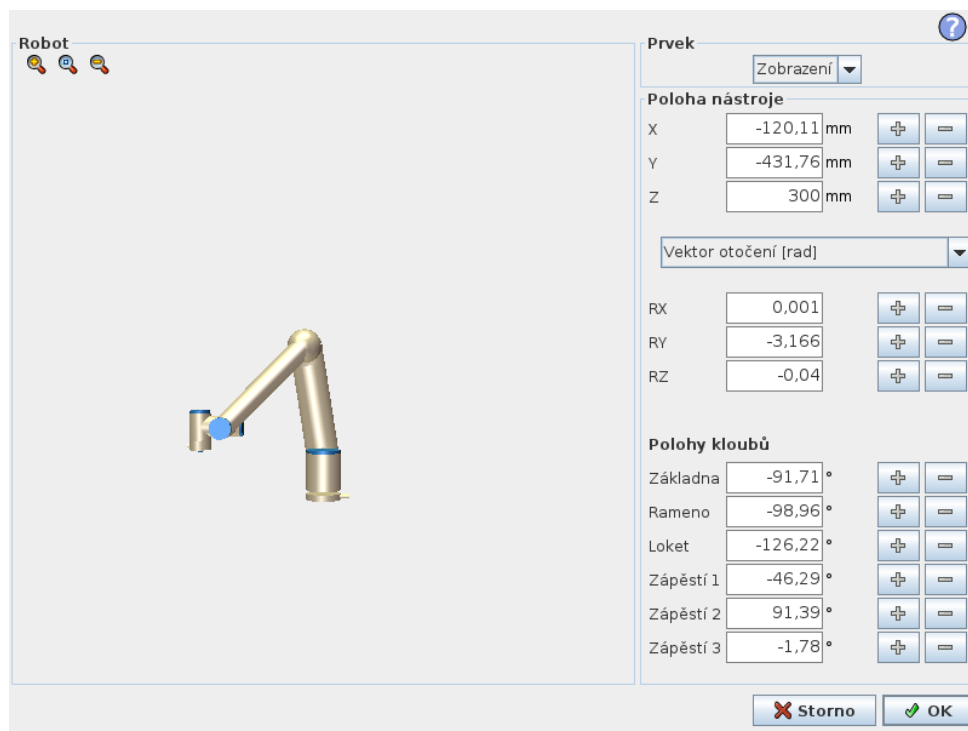 ?
Robot
Prvek
Zobrazení
Poloha nástroje
X -120,11 mm
Y -431,76 mm
Z 300 mm
Vektor otočení [rad]
RX 0,001
RY -3,166
RZ -0,04
Polohy kloubů
Základna -91,71 °
Rameno -98,96 °
Loket -126,22 °
Zápěstí 1 -46,29 °
Zápěstí 2 91,39 °
Zápěstí 3 -1,78 °
Storno OK